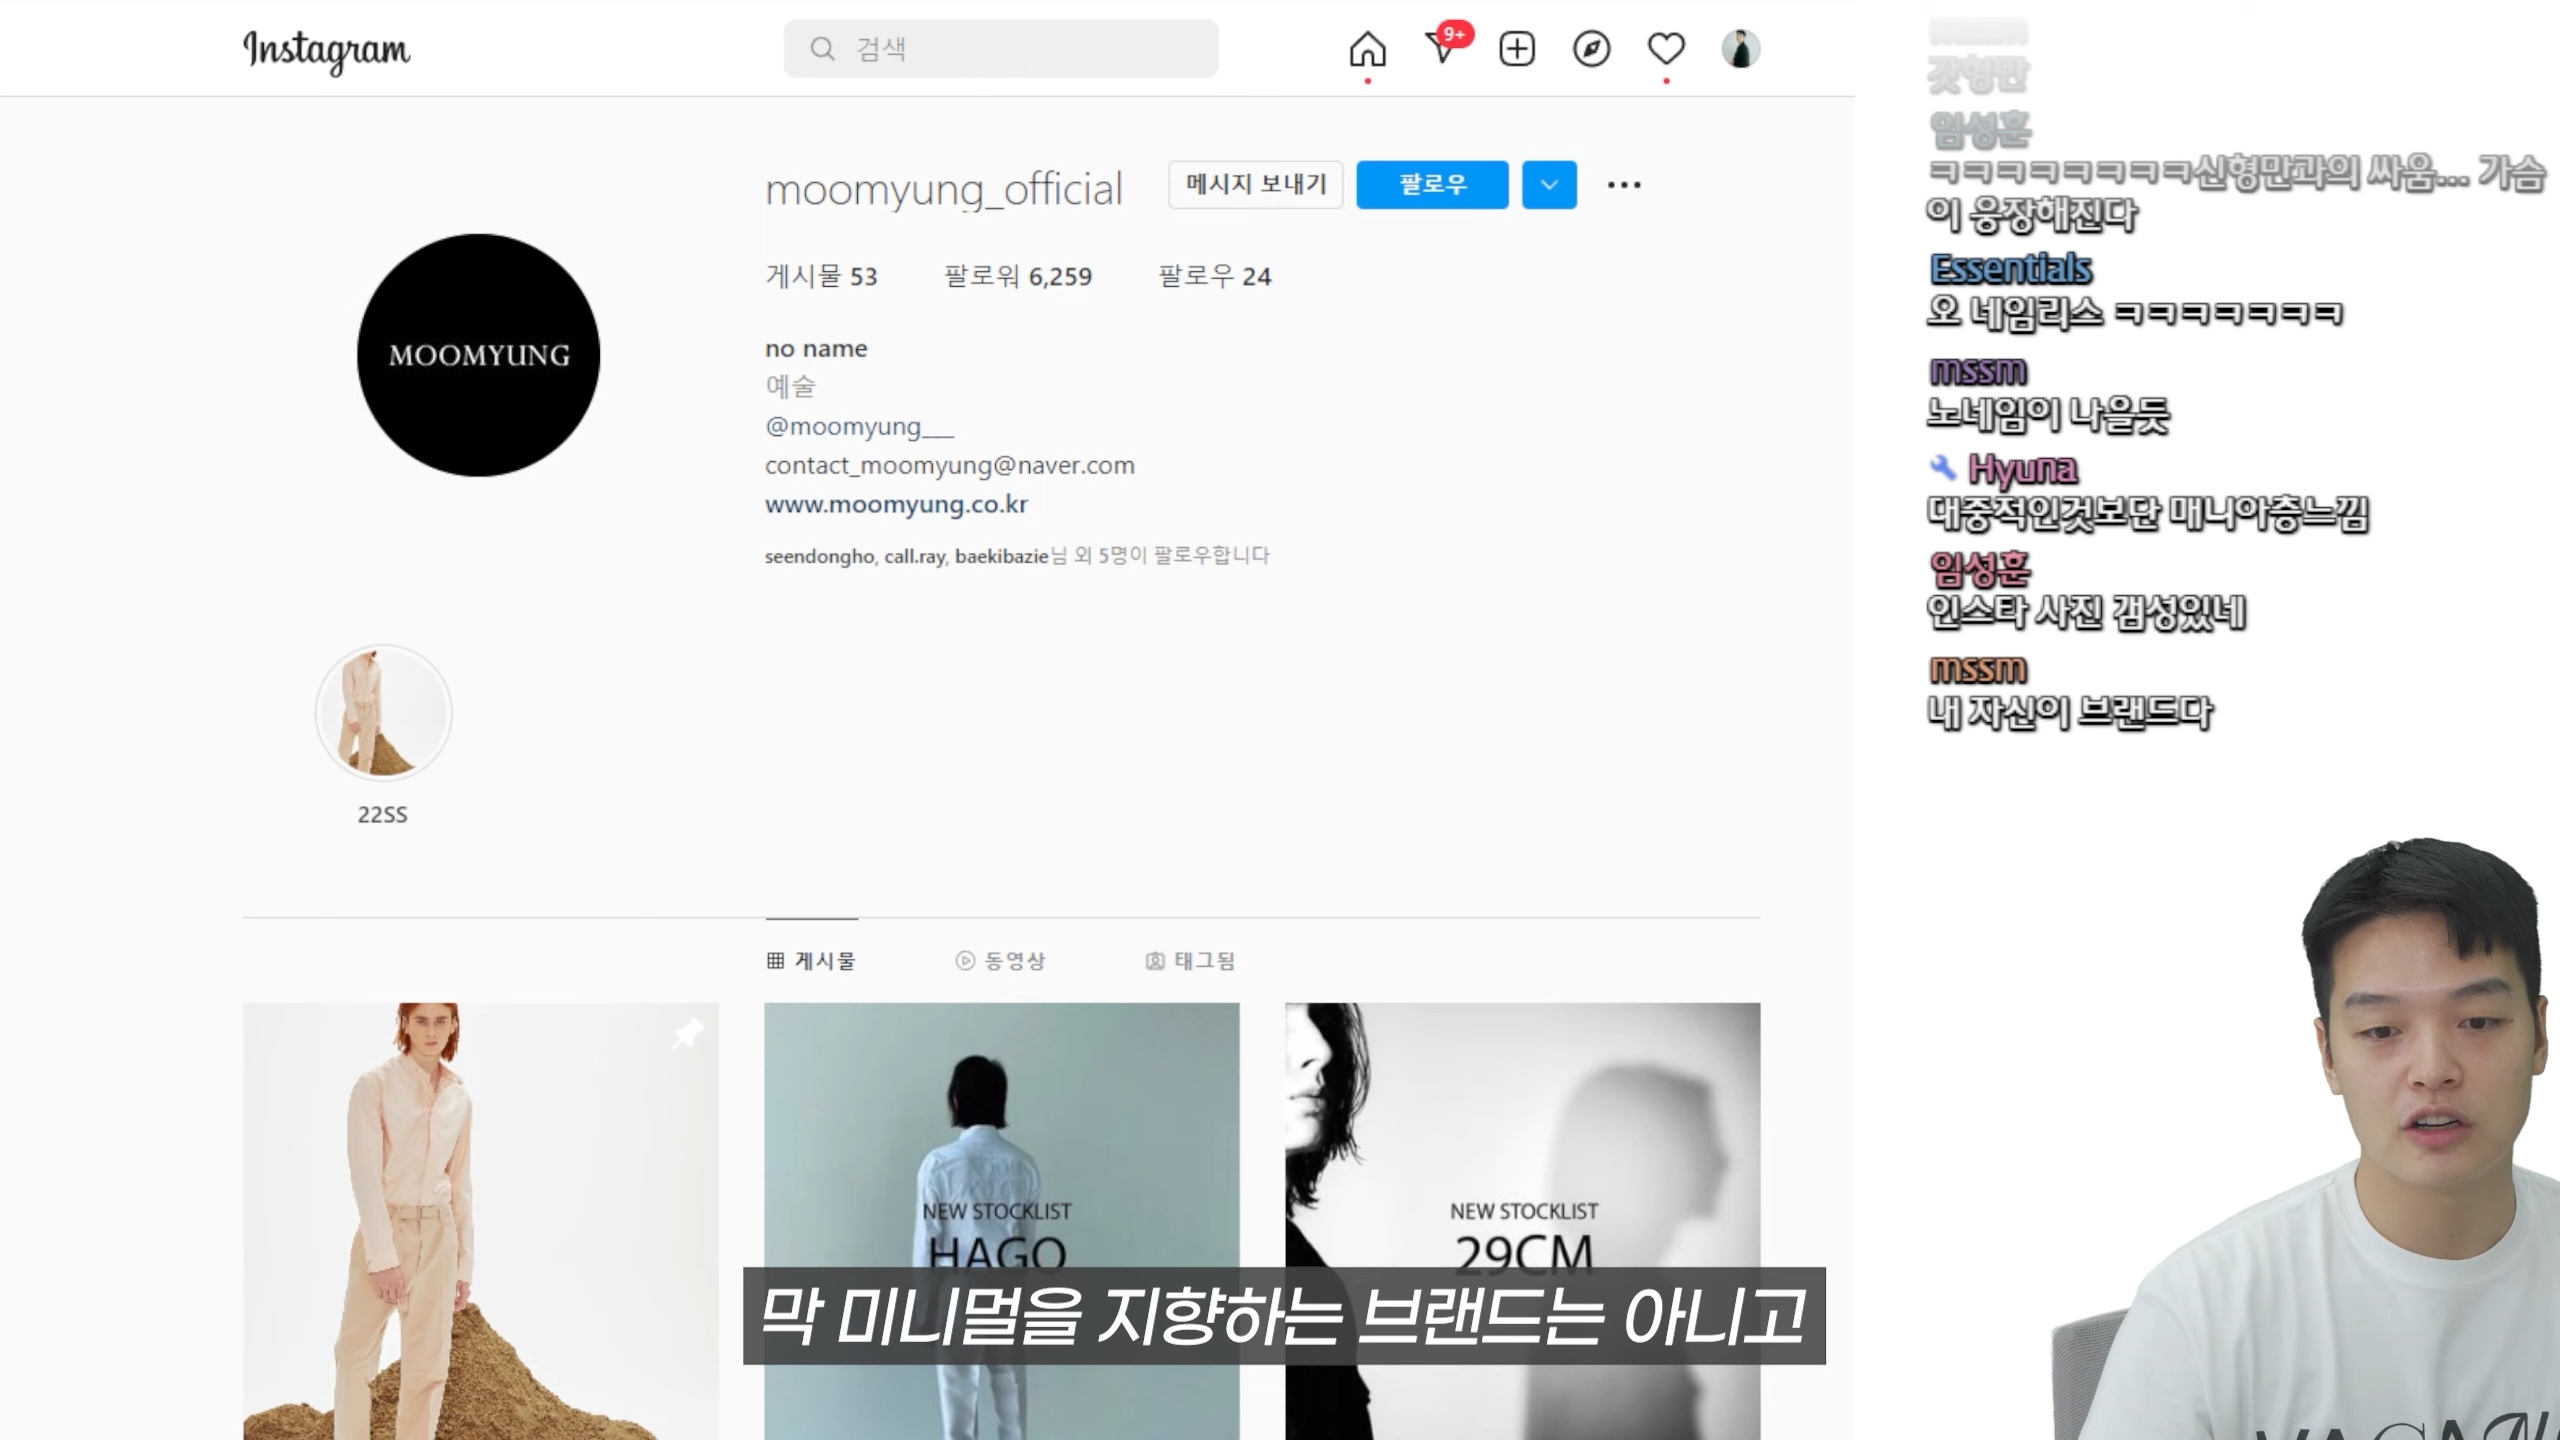 Instagram
검색
9+
moomyung_official
메시지 보내기
팔로우
게시물 53
팔로워 6,259
팔로우 24
MOOMYUNG
no name
예술
@moomyung___
contact_moomyung@naver.com
www.moomyung.co.kr
seendongho, call.ray, baekibazie님 외 5명이 팔로우합니다
22SS
게시물
동영상
태그됨
NEW STOCKLIST
HAGO
NEW STOCKLIST
29CM
막 미니멀을 지향하는 브랜드는 아니고
갓형만
임성훈
ㅋㅋㅋㅋㅋㅋㅋㅋ신형만과의 싸움... 가슴
이 웅장해진다
Essentials
오 네임리스 ㅋㅋㅋㅋㅋㅋㅋ
mssm
노네임이 나을듯
Hyuna
대중적인것보단 매니아층느낌
임성훈
인스타 사진 갬성있네
mssm
내 자신이 브랜드다